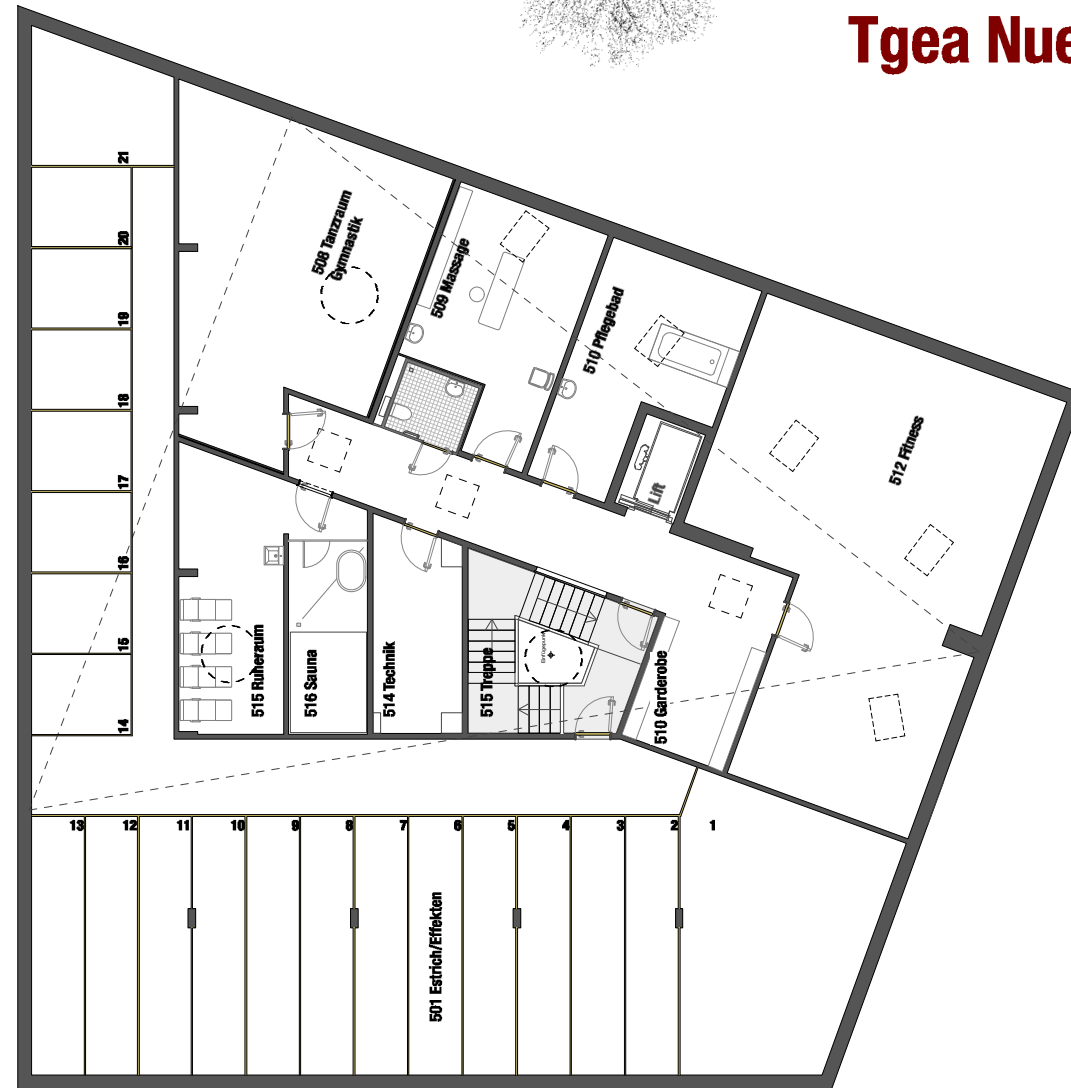 Tgea Nue
21
20
19
18
17
16
15
14
508 Tanzraum
Gymnastik
509 Massage
510 Pflegebad
512 Fitness
Lift
515 Ruheraum
516 Sauna
514 Technik
515 Treppe
Einfügepunkt
510 Garderobe
13
12
11
10
9
8
7
6
5
4
3
2
1
501 Estrich/Effekten